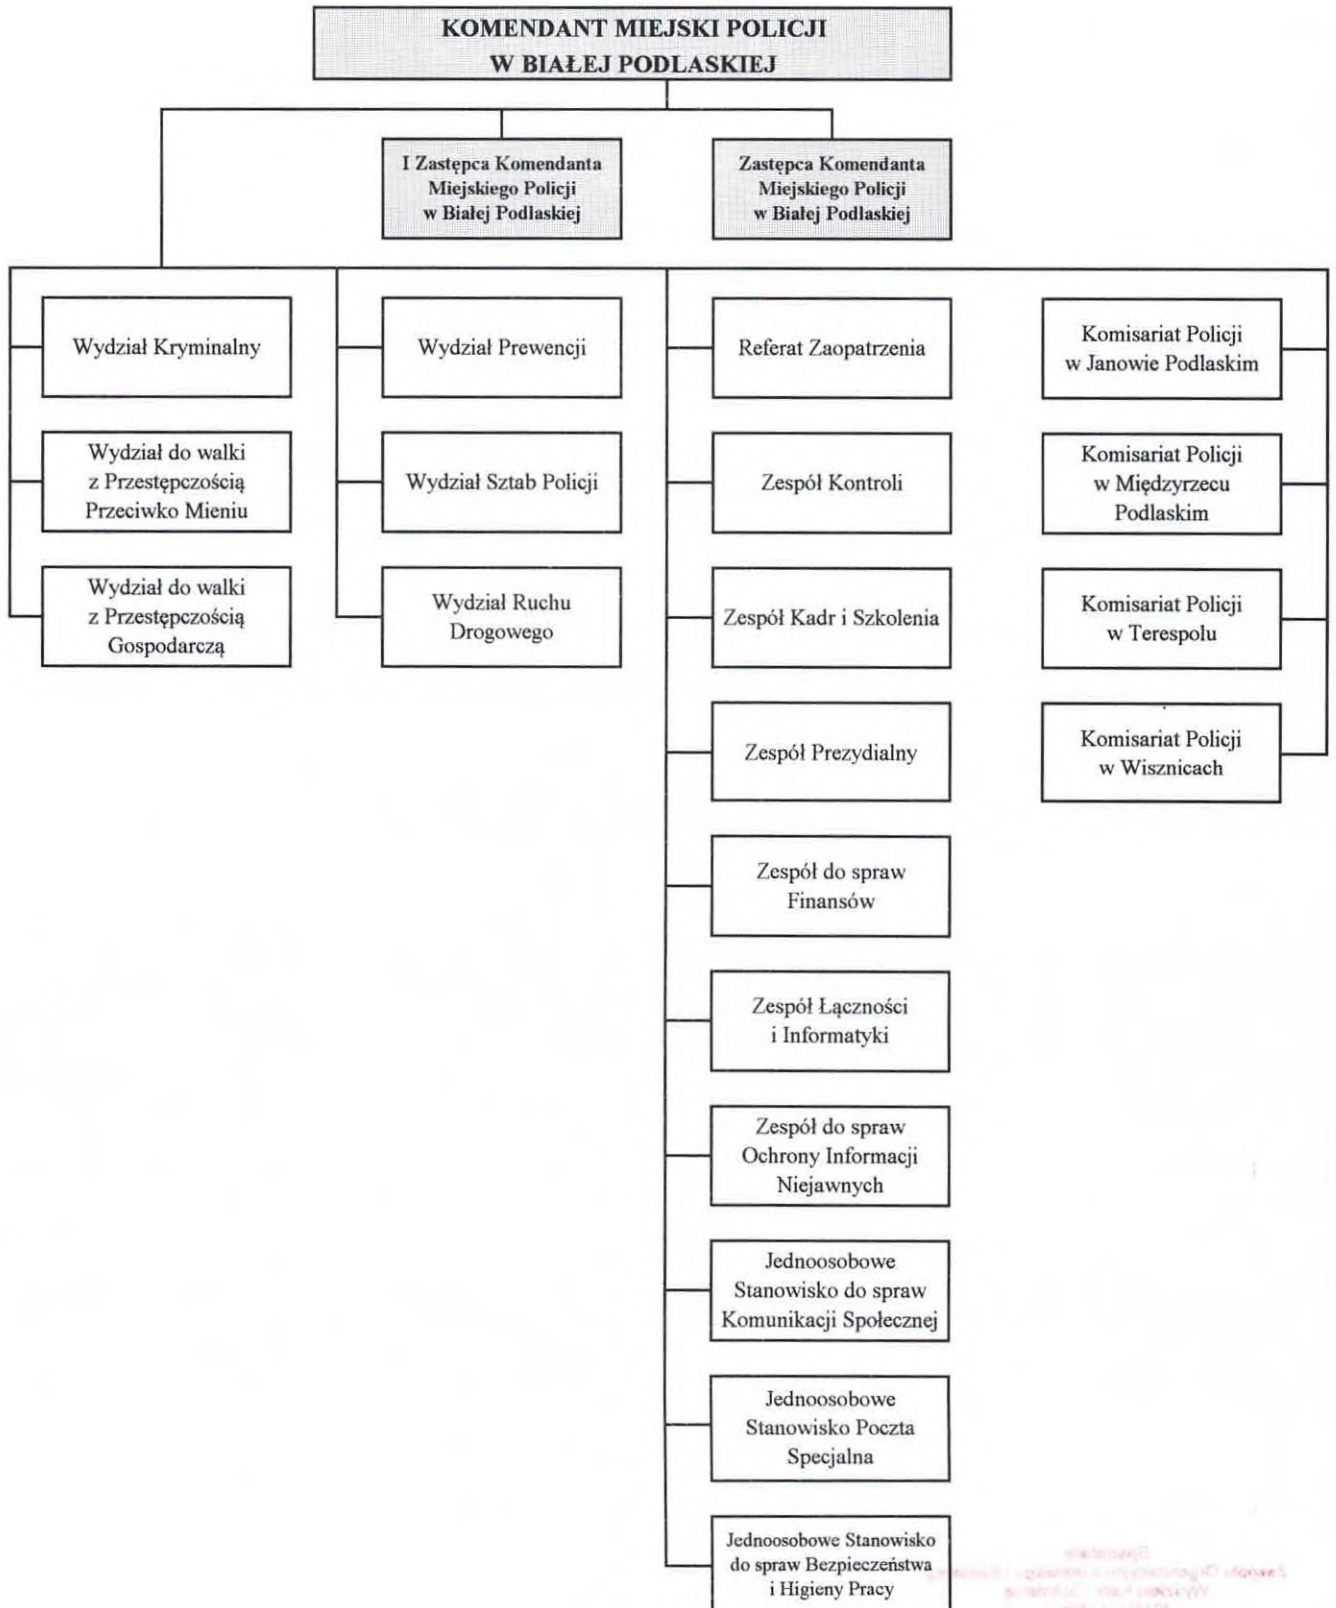 KOMENDANT MIEJSKI POLICJI
W BIAŁEJ PODLASKIEJ
I Zastępca Komendanta
Miejskiego Policji
w Białej Podlaskiej
Zastępca Komendanta
Miejskiego Policji
w Białej Podlaskiej
Wydział Kryminalny
Wydział do walki
z Przestępczością
Przeciwko Mieniu
Wydział do walki
z Przestępczością
Gospodarczą
Wydział Prewencji
Wydział Sztab Policji
Wydział Ruchu
Drogowego
Referat Zaopatrzenia
Zespół Kontroli
Zespół Kadr i Szkolenia
Zespół Prezydialny
Zespół do spraw
Finansów
Zespół Łączności
i Informatyki
Zespół do spraw
Ochrony Informacji
Niejawnych
Jednoosobowe
Stanowisko do spraw
Komunikacji Społecznej
Jednoosobowe
Stanowisko Poczta
Specjalna
Jednoosobowe Stanowisko
do spraw Bezpieczeństwa
i Higieny Pracy
Komisariat Policji
w Janowie Podlaskim
Komisariat Policji
w Międzyrzecu
Podlaskim
Komisariat Policji
w Terespolu
Komisariat Policji
w Wisznicach